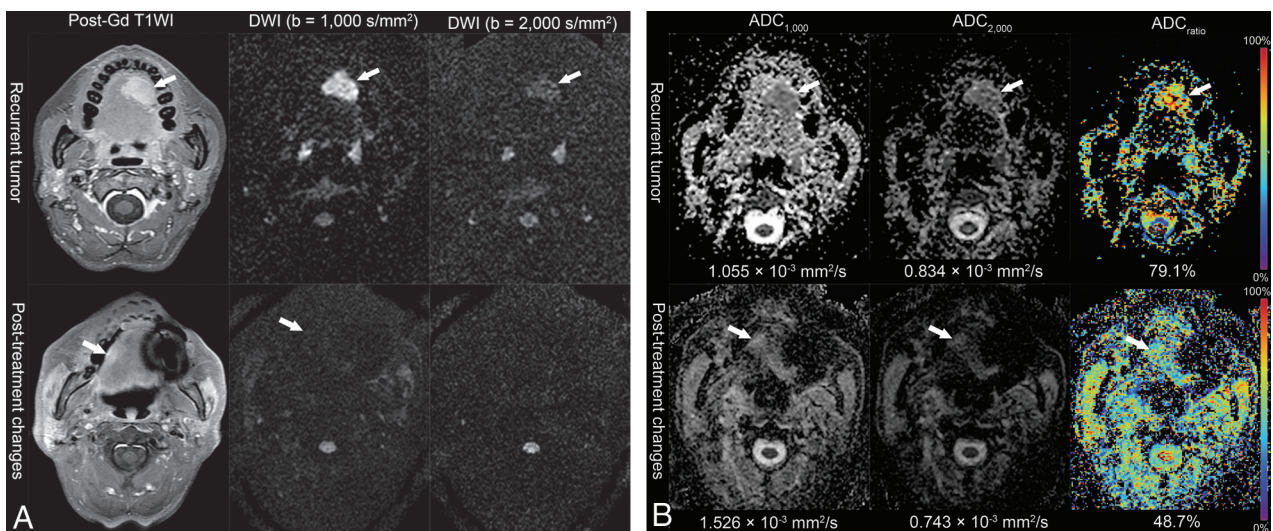 Post-Gd T1WI
DWI (b = 1,000 s/mm²)
DWI (b = 2,000 s/mm²)
Recurrent tumor
Post-treatment changes
A
ADC1,000
ADC2,000
ADCratio
Recurrent tumor
100%
0%
1.055 × 10⁻³ mm²/s
0.834 × 10⁻³ mm²/s
79.1%
Post-treatment changes
100%
0%
B
1.526 × 10⁻³ mm²/s
0.743 × 10⁻³ mm²/s
48.7%